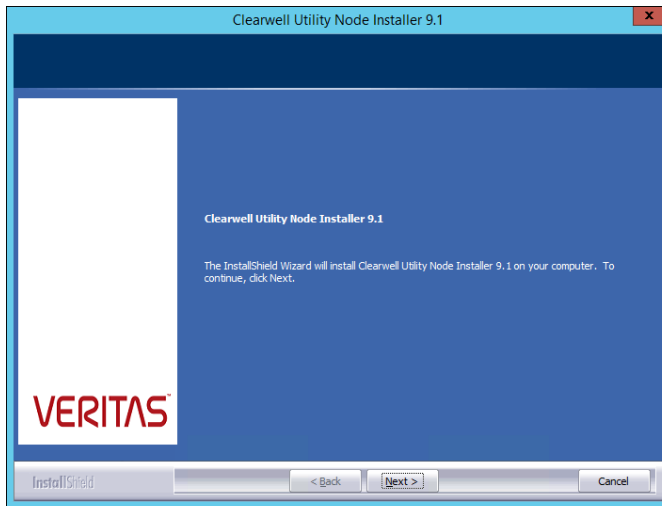 Clearwell Utility Node Installer 9.1
x
Clearwell Utility Node Installer 9.1
The InstallShield Wizard will install Clearwell Utility Node Installer 9.1 on your computer. To
continue, click Next.
VERITAS™
InstallShield
< Back
Next >
Cancel